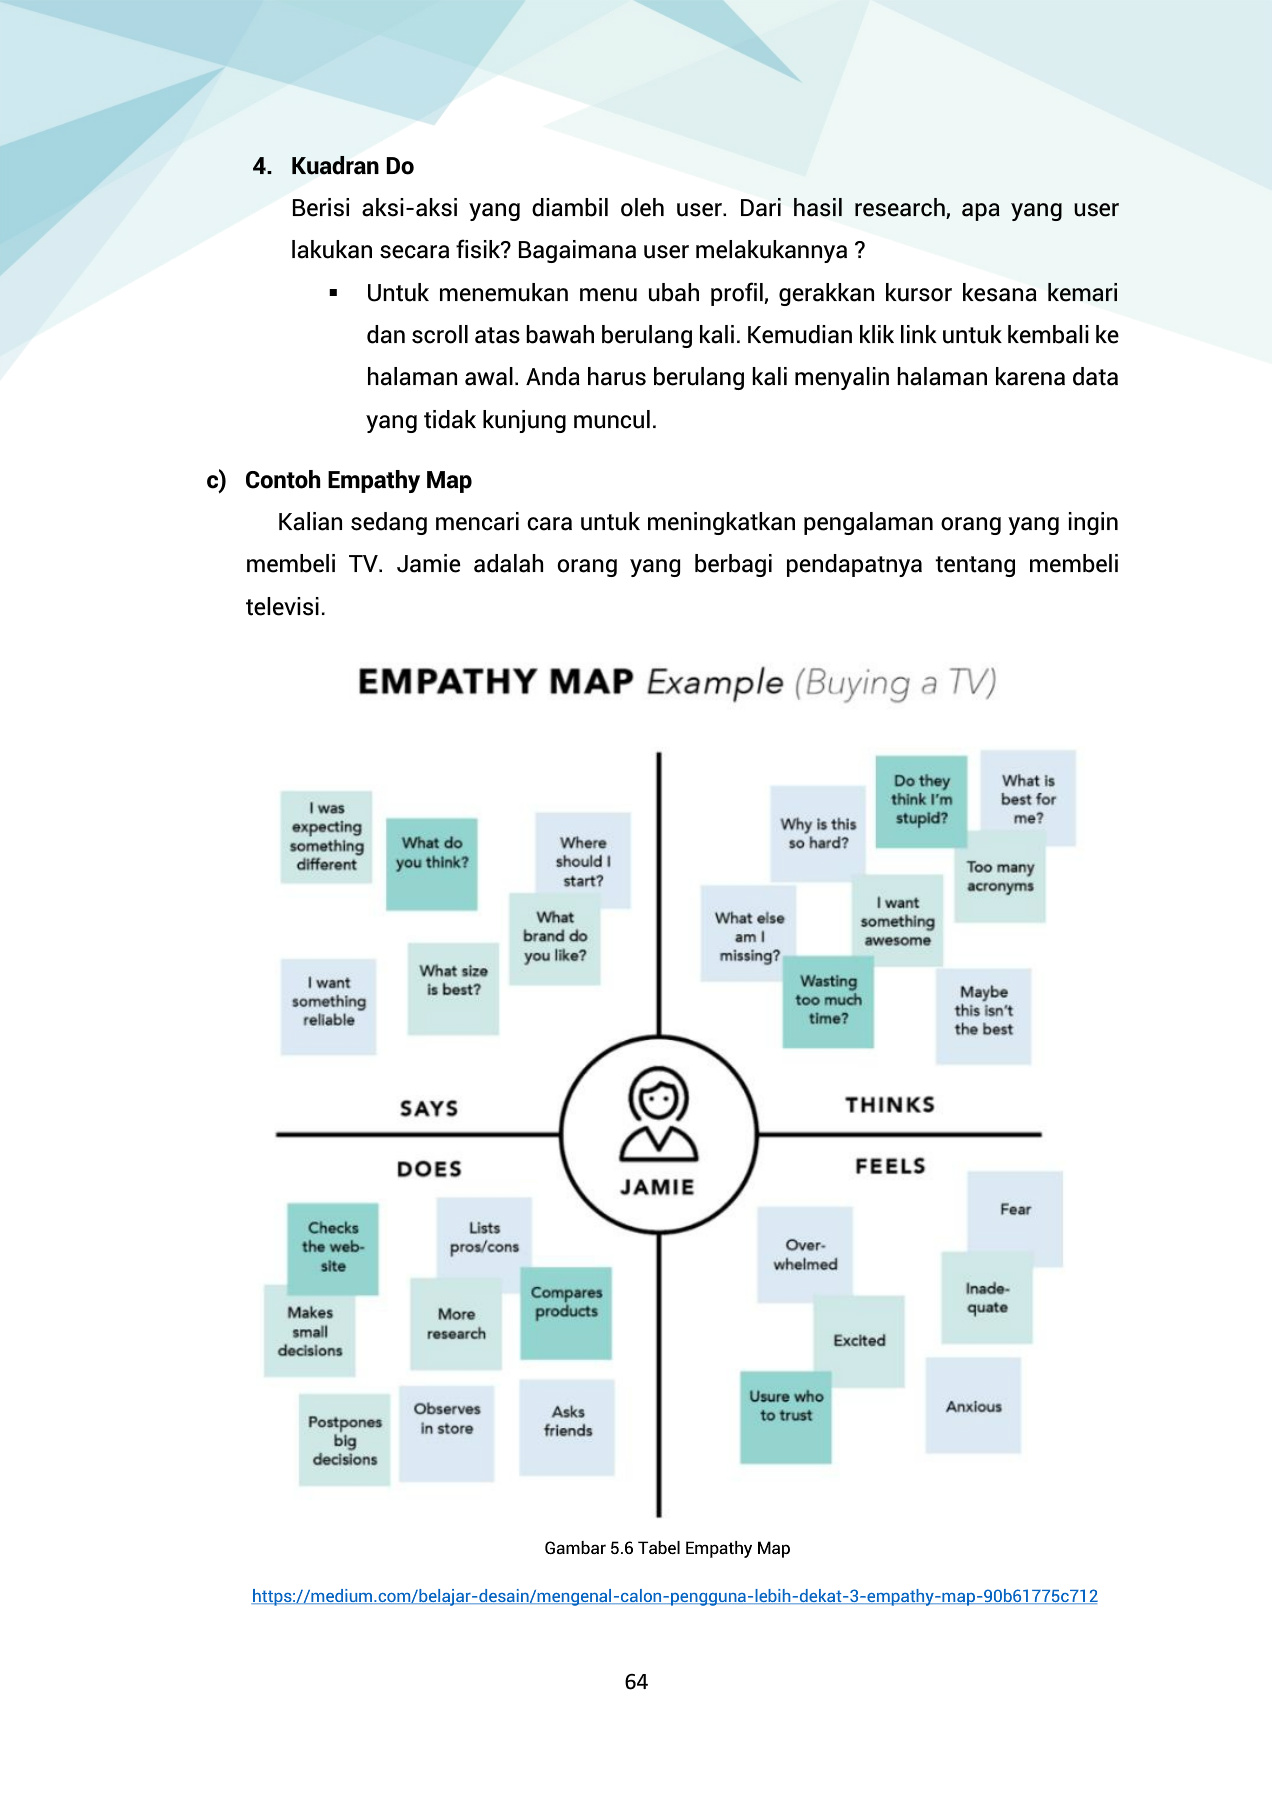 4. Kuadran Do
Berisi aksi-aksi yang diambil oleh user. Dari hasil research, apa yang user
lakukan secara fisik? Bagaimana user melakukannya ?
▪ Untuk menemukan menu ubah profil, gerakkan kursor kesana kemari
dan scroll atas bawah berulang kali. Kemudian klik link untuk kembali ke
halaman awal. Anda harus berulang kali menyalin halaman karena data
yang tidak kunjung muncul.
c) Contoh Empathy Map
Kalian sedang mencari cara untuk meningkatkan pengalaman orang yang ingin
membeli TV. Jamie adalah orang yang berbagi pendapatnya tentang membeli
televisi.
EMPATHY MAP Example (Buying a TV)
I was
expecting
something
different
What do
you think?
Where
should I
start?
What
brand do
you like?
What size
is best?
I want
something
reliable
SAYS
Why is this
so hard?
Do they
think I'm
stupid?
What is
best for
me?
Too many
acronyms
What else
am I
missing?
I want
something
awesome
Wasting
too much
time?
Maybe
this isn't
the best
THINKS
JAMIE
DOES
Checks
the web-
site
Lists
pros/cons
Makes
small
decisions
More
research
Compares
products
Postpones
big
decisions
Observes
in store
Asks
friends
FEELS
Fear
Over-
whelmed
Inade-
quate
Excited
Usure who
to trust
Anxious
Gambar 5.6 Tabel Empathy Map
https://medium.com/belajar-desain/mengenal-calon-pengguna-lebih-dekat-3-empathy-map-90b61775c712
64